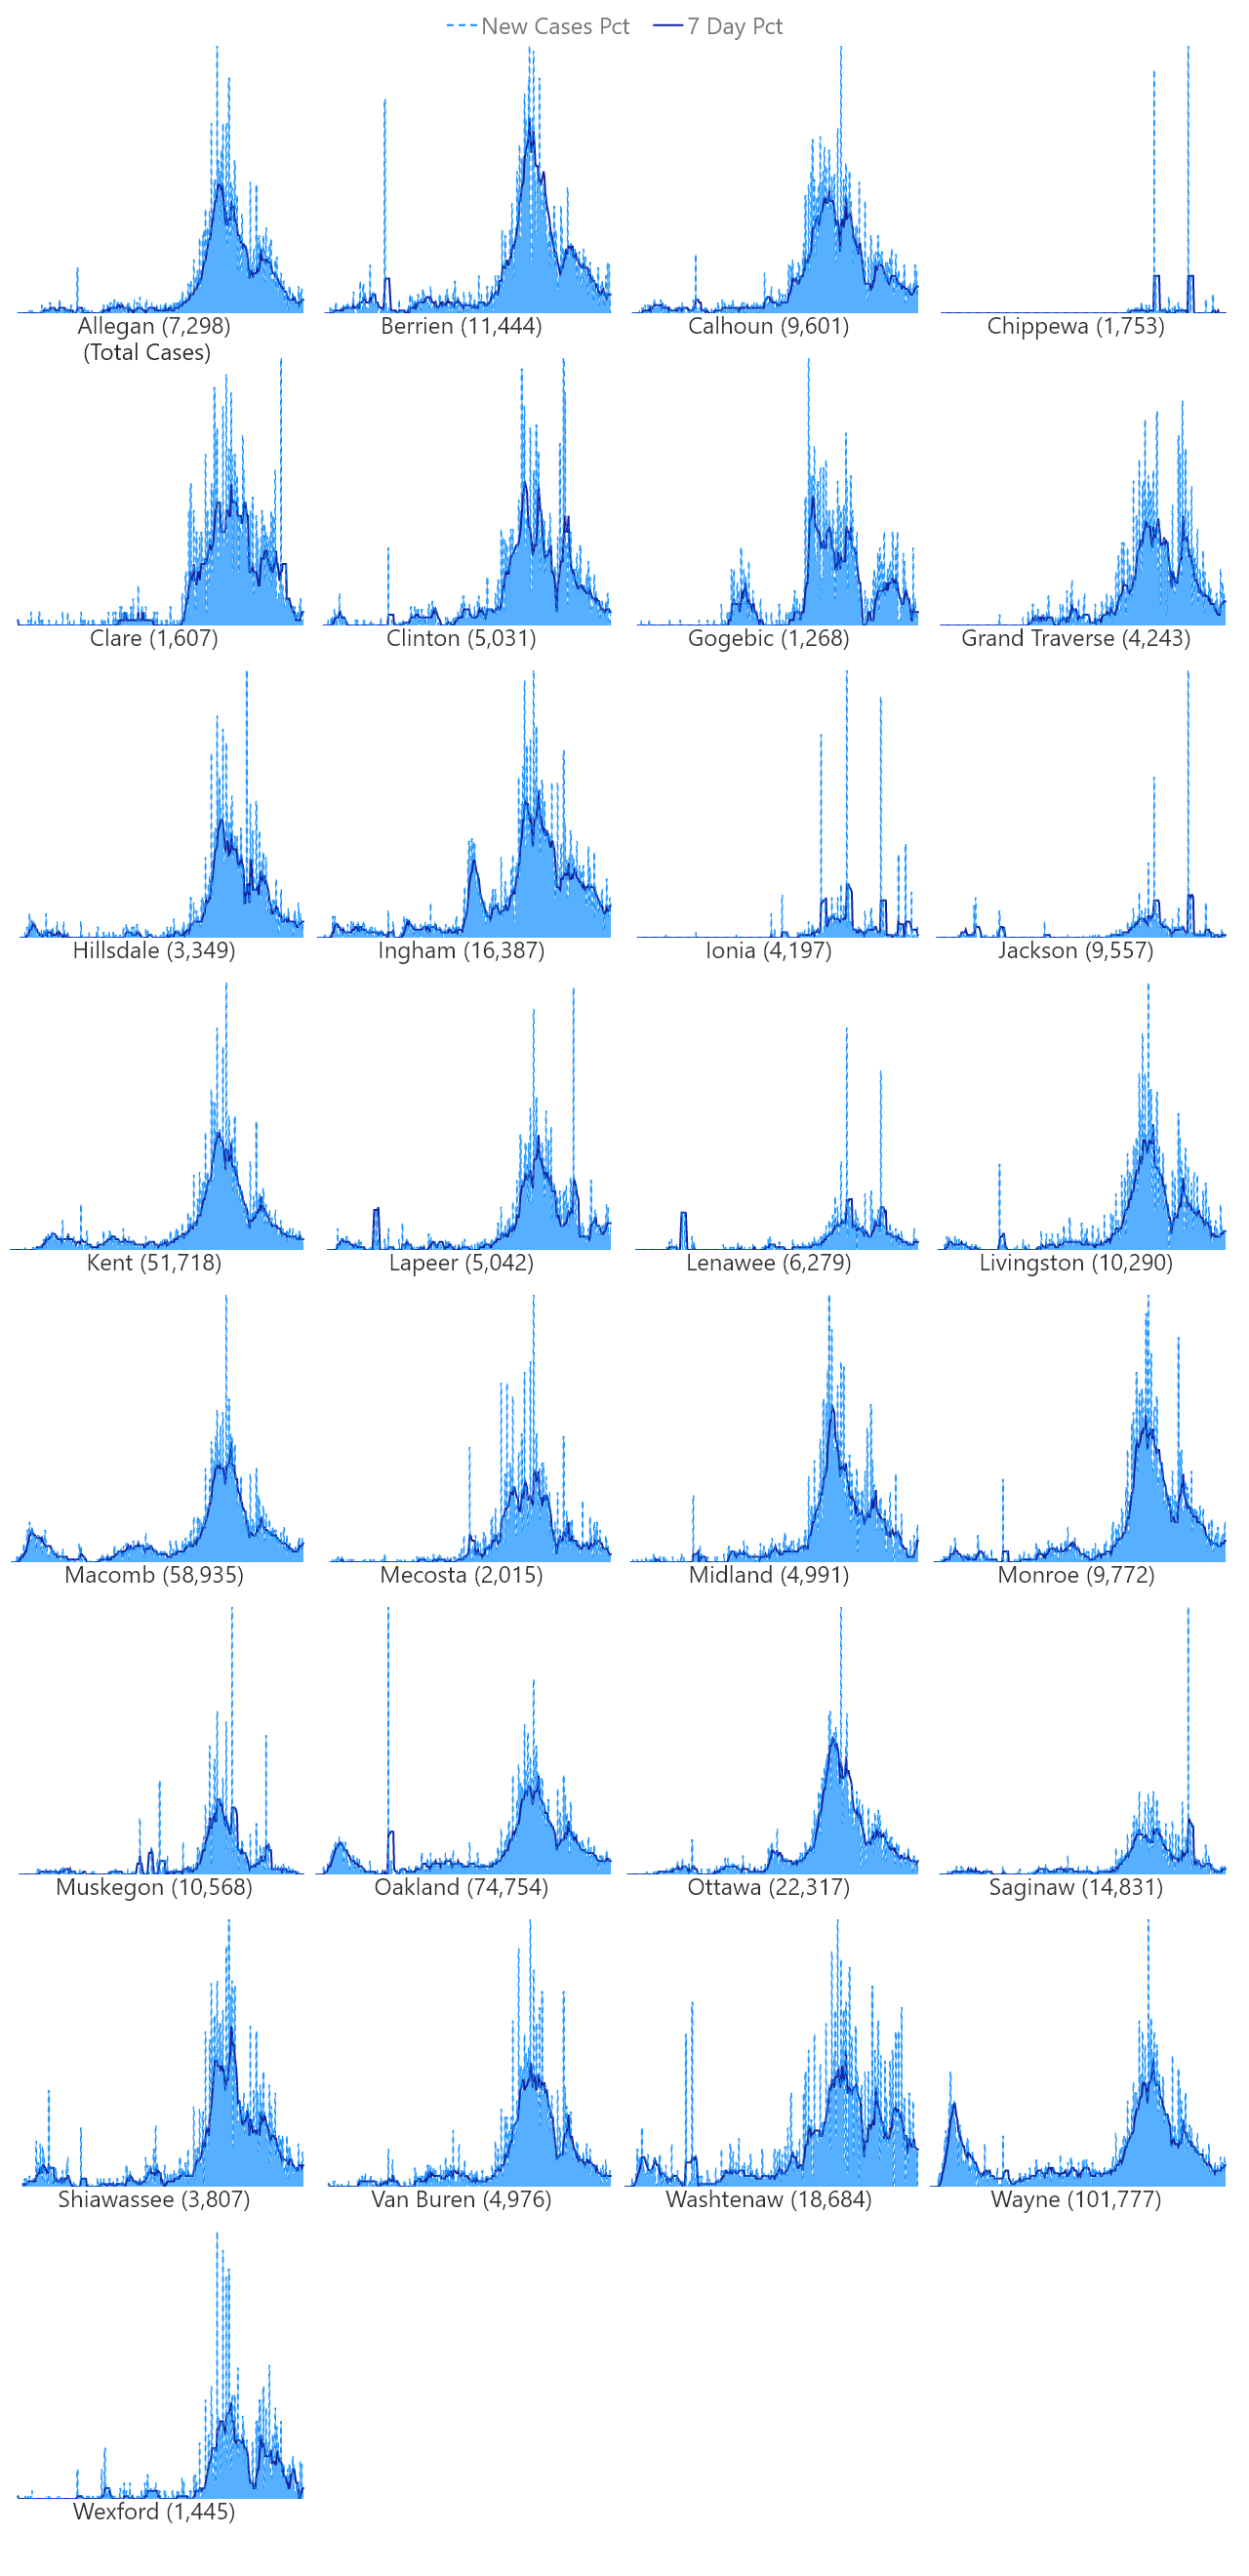 New Cases Pct 7 Day Pct
Allegan (7,298) Berrien (11,444) Calhoun (9,601) Chippewa (1,753)
(Total Cases)
Clare (1,607) Clinton (5,031) Gogebic (1,268) Grand Traverse (4,243)
Hillsdale (3,349) Ingham (16,387) Ionia (4,197) Jackson (9,557)
Kent (51,718) Lapeer (5,042) Lenawee (6,279) Livingston (10,290)
Macomb (58,935) Mecosta (2,015) Midland (4,991) Monroe (9,772)
Muskegon (10,568) Oakland (74,754) Ottawa (22,317) Saginaw (14,831)
Shiawassee (3,807) Van Buren (4,976) Washtenaw (18,684) Wayne (101,777)
Wexford (1,445)